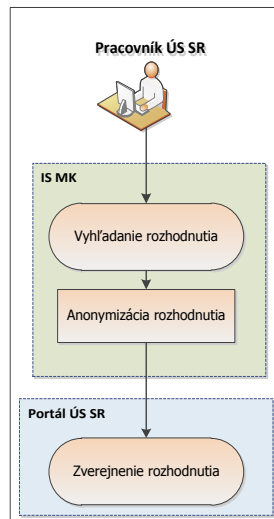 Pracovník ÚS SR
IS MK
Vyhľadanie rozhodnutia
Anonymizácia rozhodnutia
Portál ÚS SR
Zverejnenie rozhodnutia